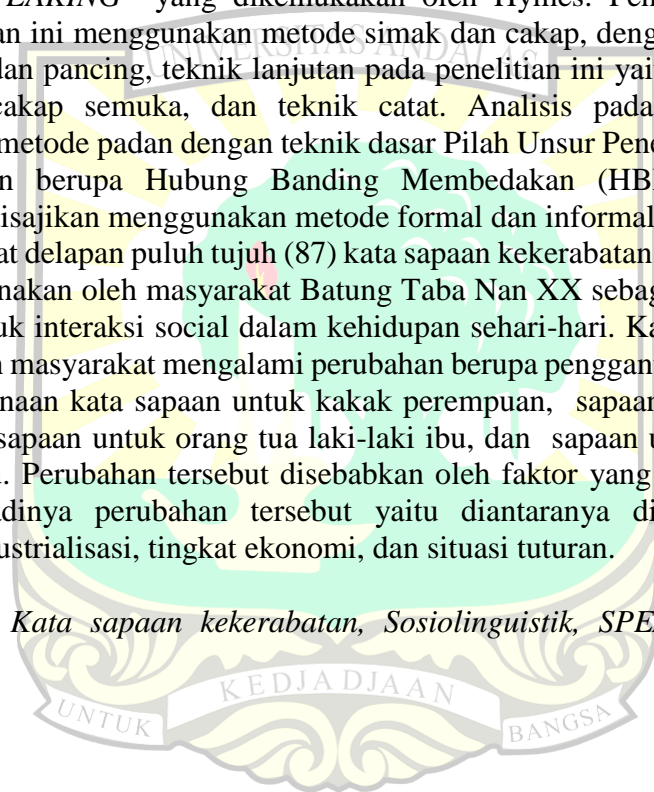 EAKING" yang dikemukakan oleh Hymes. Pen
an ini menggunakan metode simak dan cakap, deng
UNIVERSITAS ANDALAS
dan pancing, teknik lanjutan pada penelitian ini yai
cakap semuka, dan teknik catat. Analisis pada
metode padan dengan teknik dasar Pilah Unsur Pene
n berupa Hubung Banding Membedakan (HB
disajikan menggunakan metode formal dan informal
at delapan puluh tujuh (87) kata sapaan kekerabatan
nakan oleh masyarakat Batung Taba Nan XX sebag
uk interaksi social dalam kehidupan sehari-hari. Ka
n masyarakat mengalami perubahan berupa penggan
naan kata sapaan untuk kakak perempuan, sapaan
sapaan untuk orang tua laki-laki ibu, dan sapaan u
. Perubahan tersebut disebabkan oleh faktor yang
adinya perubahan tersebut yaitu diantaranya di
ustrialisasi, tingkat ekonomi, dan situasi tuturan.
Kata sapaan kekerabatan, Sosiolinguistik, SPE
KEDJADJAAN
UNTUK BANGSA